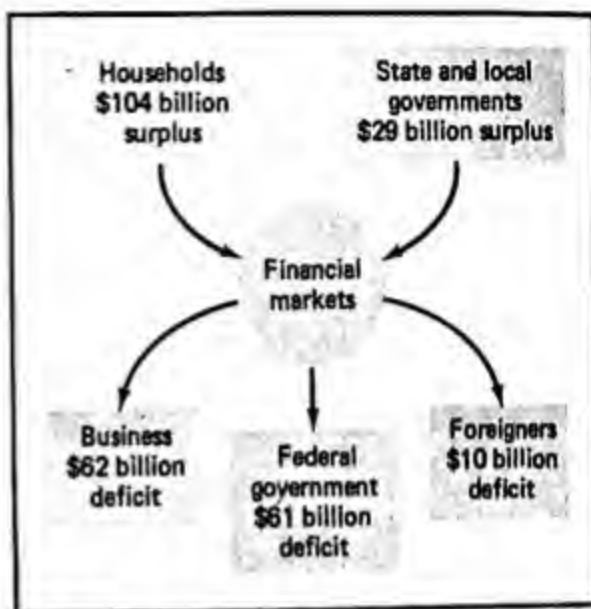 Households
$104 billion
surplus
State and local
governments
$29 billion surplus
Financial
markets
Business
$62 billion
deficit
Federal
government
$61 billion
deficit
Foreigners
$10 billion
deficit